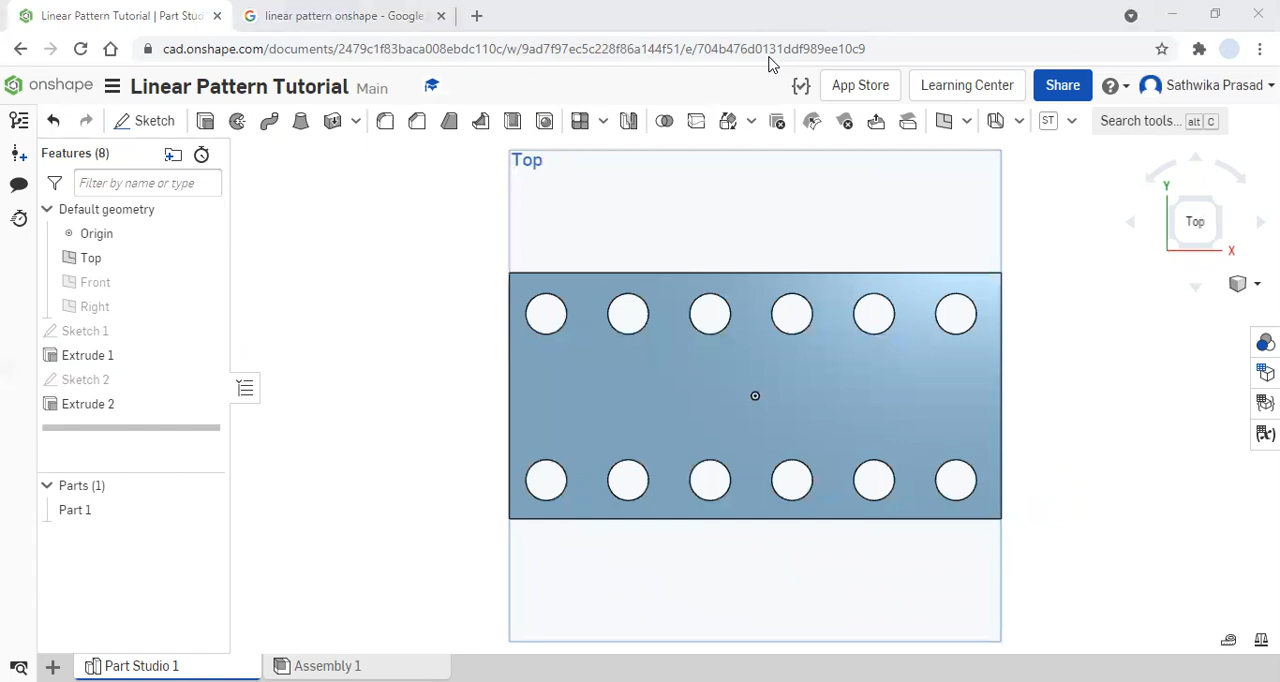 Linear Pattern Tutorial | Part Stud
linear pattern onshape - Google
cad.onshape.com/documents/2479c1f83baca008ebdc110c/w/9ad7f97ec5c228f86a144f51/e/704b476d0131ddf989ee10c9
onshape
Linear Pattern Tutorial Main
App Store
Learning Center
Share
Sathwika Prasad
Sketch
ST
Search tools... alt C
Features (8)
Filter by name or type
Default geometry
Origin
Top
Front
Right
Sketch 1
Extrude 1
Sketch 2
Extrude 2
Parts (1)
Part 1
Top
Y
Top
X
(x)
Part Studio 1
Assembly 1